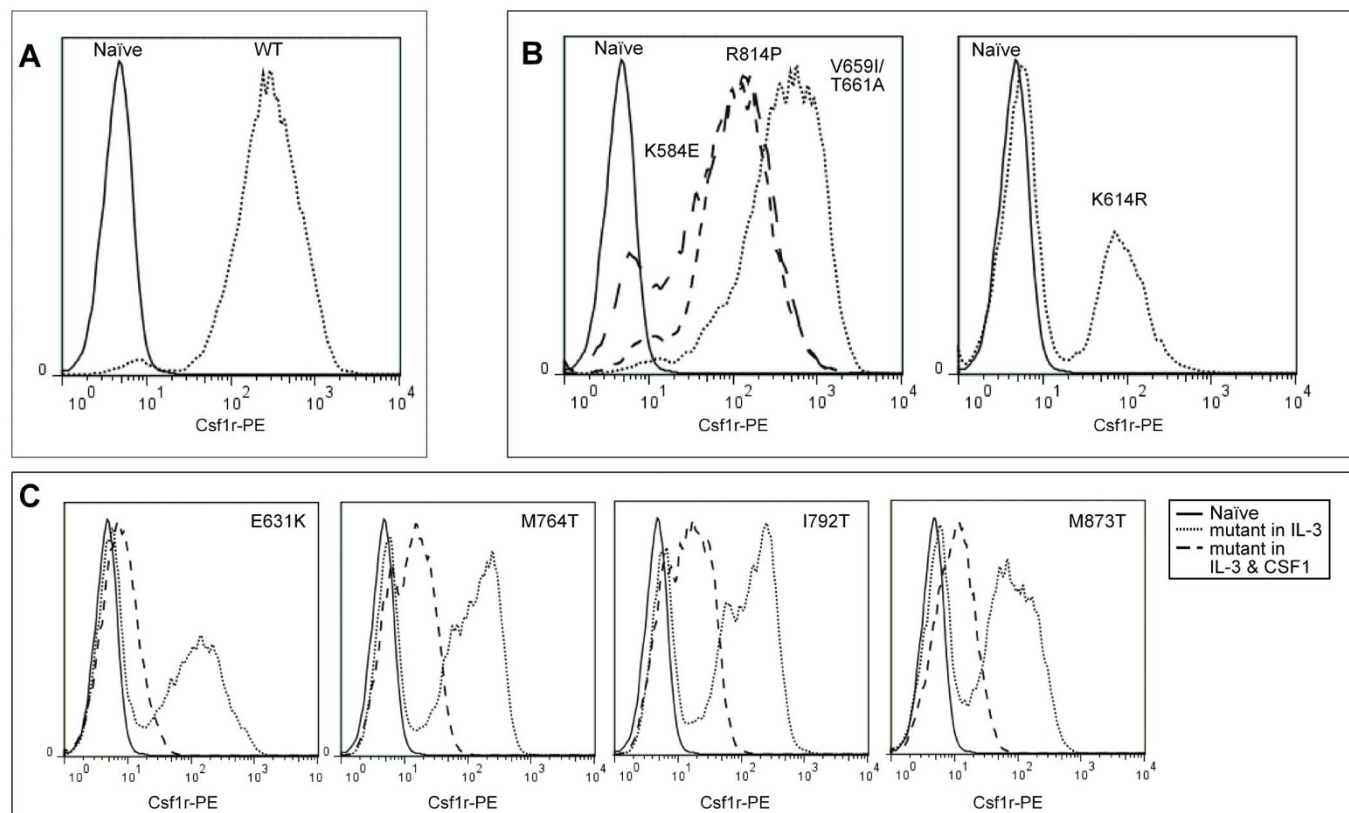 A
Naïve
WT
0
10^0 10^1 10^2 10^3 10^4
Csf1r-PE
B
Naïve
R814P
V659I/
T661A
K584E
0
10^0 10^1 10^2 10^3 10^4
Csf1r-PE
Naïve
K614R
0
10^0 10^1 10^2 10^3 10^4
Csf1r-PE
C
E631K
0
10^0 10^1 10^2 10^3 10
Csf1r-PE
M764T
0
10^0 10^1 10^2 10^3 10^4
Csf1r-PE
I792T
0
10^0 10^1 10^2 10^3 10^4
Csf1r-PE
M873T
0
10^0 10^1 10^2 10^3 10^4
Csf1r-PE
Naïve
mutant in IL-3
mutant in
IL-3 & CSF1